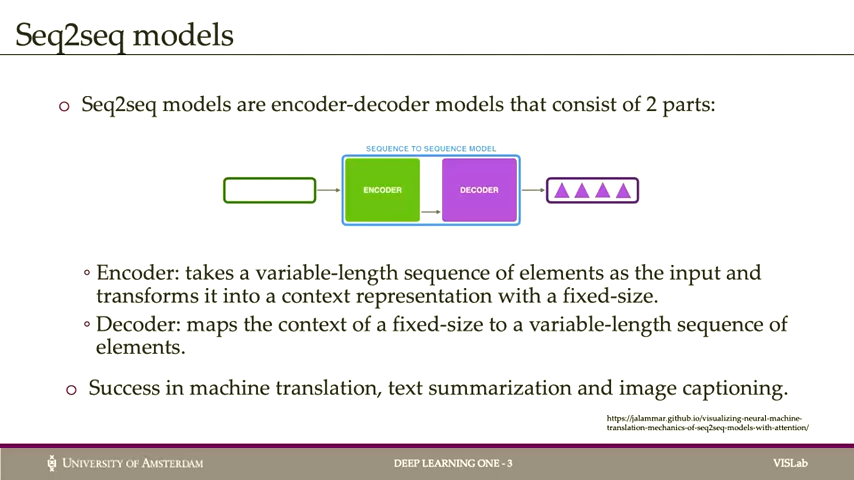 Seq2seq models
Seq2seq models are encoder-decoder models that consist of 2 parts:
SEQUENCE TO SEQUENCE MODEL
ENCODER
DECODER
Encoder: takes a variable-length sequence of elements as the input and
transforms it into a context representation with a fixed-size.
Decoder: maps the context of a fixed-size to a variable-length sequence of
elements.
Success in machine translation, text summarization and image captioning.
https://jalammar.github.io/visualizing-neural-machine-
translation-mechanics-of-seq2seq-models-with-attention/
UNIVERSITY OF AMSTERDAM
DEEP LEARNING ONE - 3
VISLab